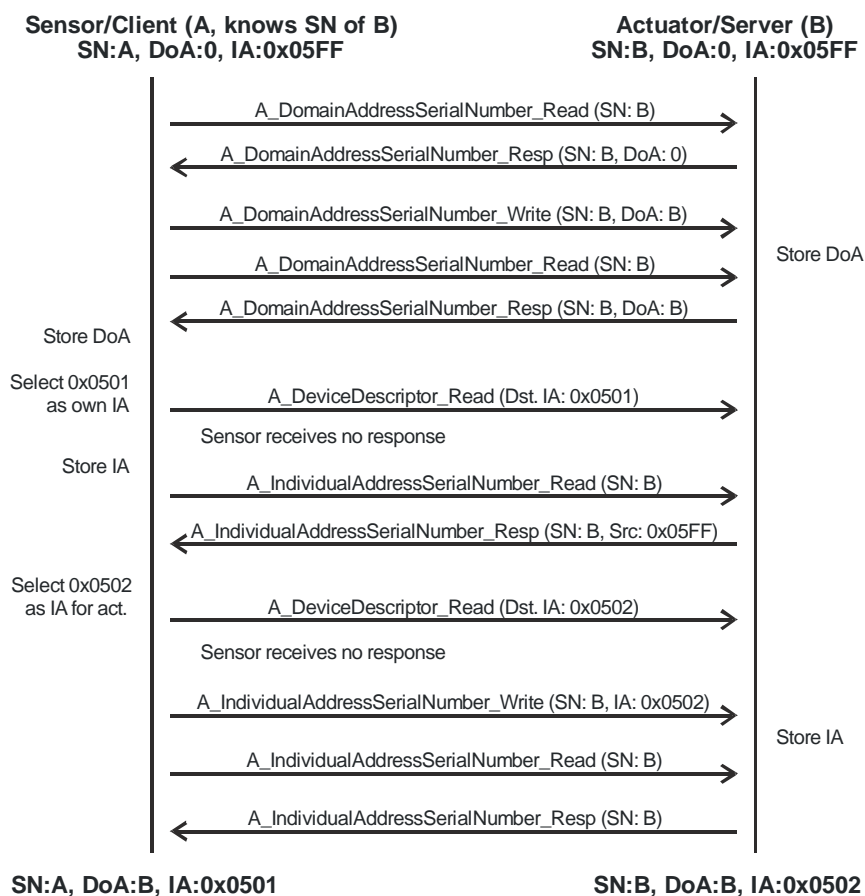 Sensor/Client (A, knows SN of B)
SN:A, DoA:0, IA:0x05FF
Actuator/Server (B)
SN:B, DoA:0, IA:0x05FF
A_DomainAddressSerialNumber_Read (SN: B)
A_DomainAddressSerialNumber_Resp (SN: B, DoA: 0)
A_DomainAddressSerialNumber_Write (SN: B, DoA: B)
Store DoA
A_DomainAddressSerialNumber_Read (SN: B)
A_DomainAddressSerialNumber_Resp (SN: B, DoA: B)
Store DoA
Select 0x0501
as own IA
A_DeviceDescriptor_Read (Dst. IA: 0x0501)
Sensor receives no response
Store IA
A_IndividualAddressSerialNumber_Read (SN: B)
A_IndividualAddressSerialNumber_Resp (SN: B, Src: 0x05FF)
Select 0x0502
as IA for act.
A_DeviceDescriptor_Read (Dst. IA: 0x0502)
Sensor receives no response
A_IndividualAddressSerialNumber_Write (SN: B, IA: 0x0502)
Store IA
A_IndividualAddressSerialNumber_Read (SN: B)
A_IndividualAddressSerialNumber_Resp (SN: B)
SN:A, DoA:B, IA:0x0501
SN:B, DoA:B, IA:0x0502